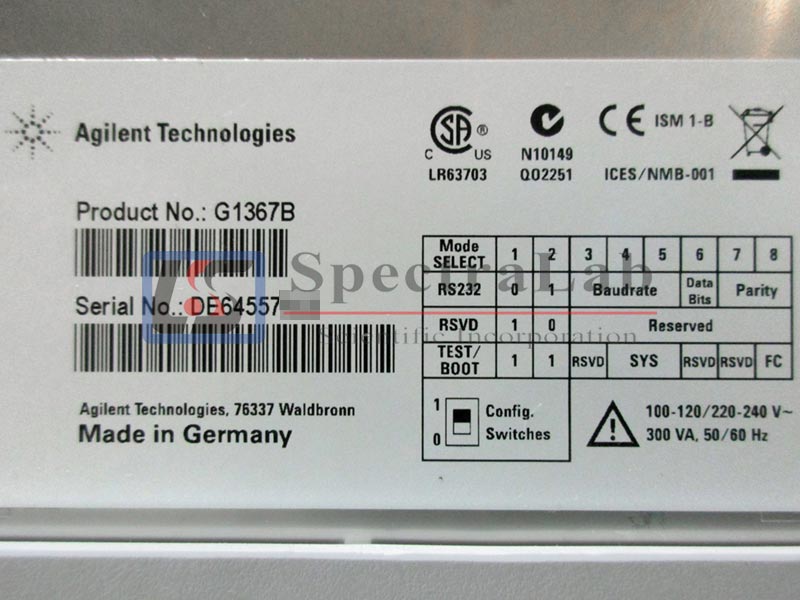 Agilent Technologies
Product No.: G1367B
Serial No.: DE64557
Agilent Technologies, 76337 Waldbronn
Made in Germany
SA ®
C US
LR63703
N10149
Q02251
CE ISM 1-B
ICES/NMB-001
Mode SELECT 1 2 3 4 5 6 7 8
RS232 0 1 Baudrate Data Bits Parity
RSVD 1 0 Reserved
TEST/BOOT 1 1 RSVD SYS RSVD RSVD FC
1
0
Config.
Switches
100-120/220-240 V~
300 VA, 50/60 Hz
SpectraLab
Scientific Incorporation